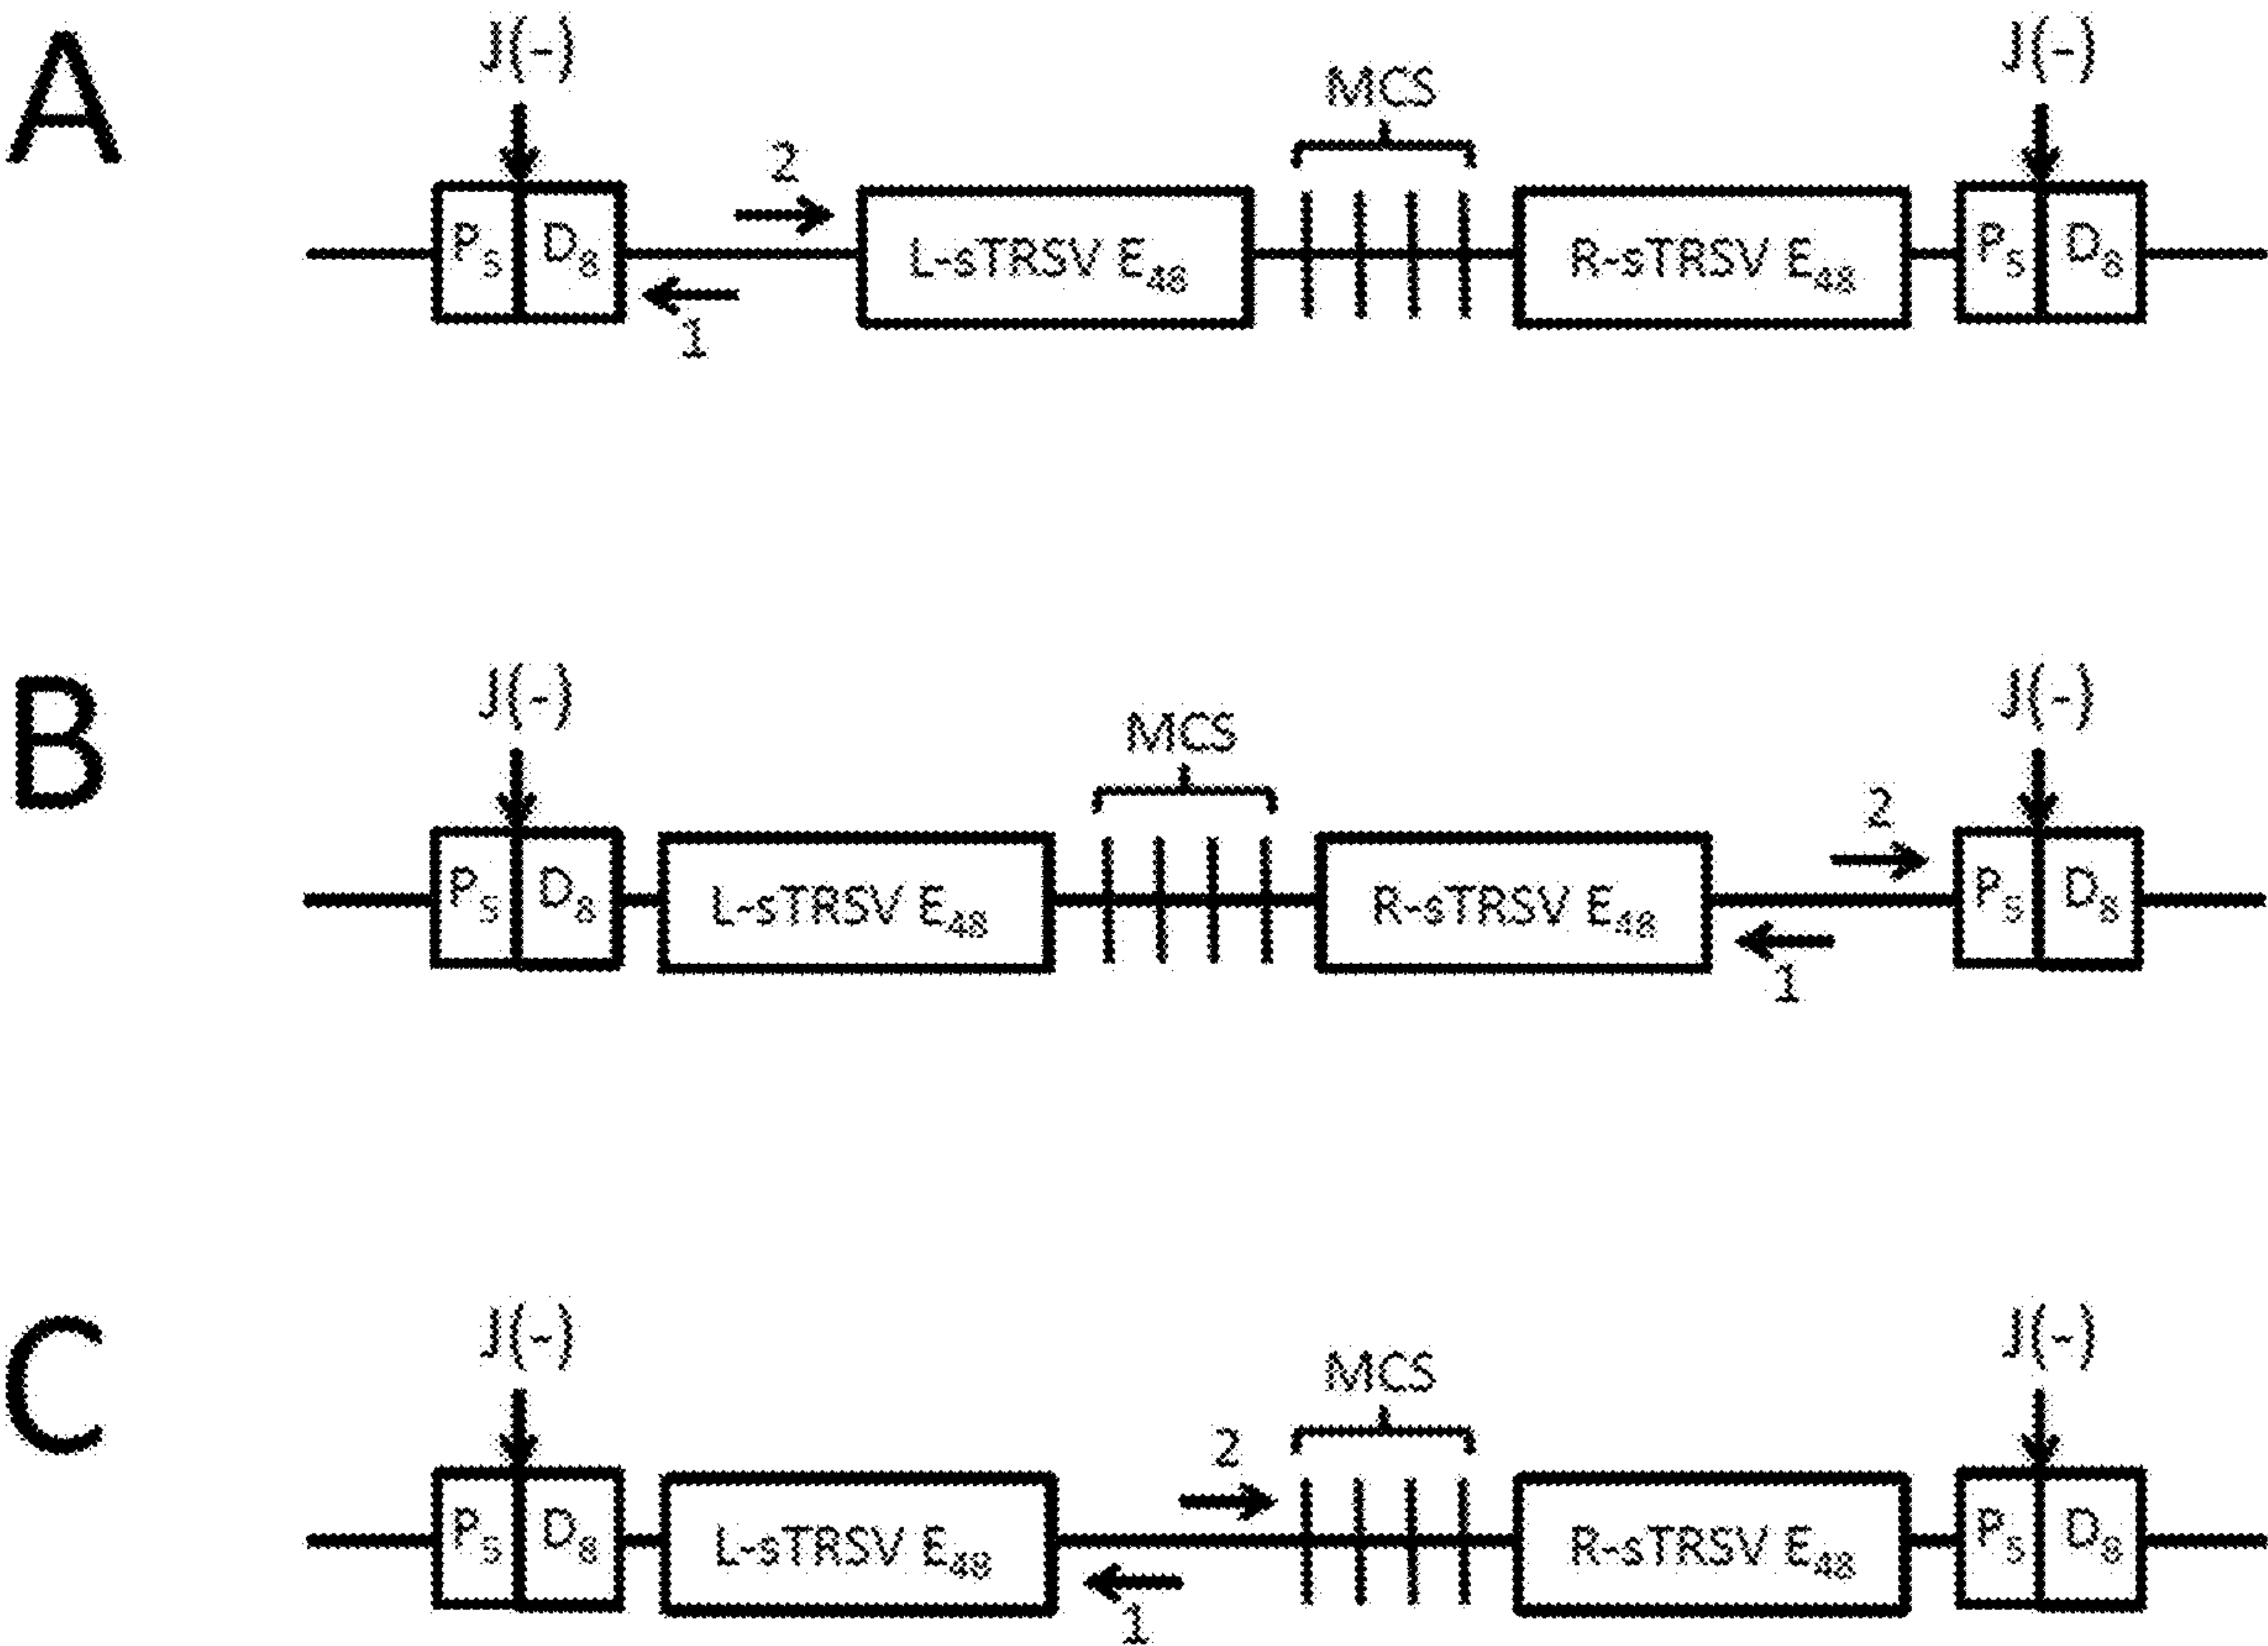 A
J(-) J(-)
MCS
2
P5 D8 L-sTRSV E48 R-sTRSV E48 P5 D8
1
B
J(-) J(-)
MCS
2
P5 D8 L-sTRSV E48 R-sTRSV E48 P5 D8
1
C
J(-) J(-)
MCS
2
P5 D8 L-sTRSV E48 R-sTRSV E48 P5 D8
1